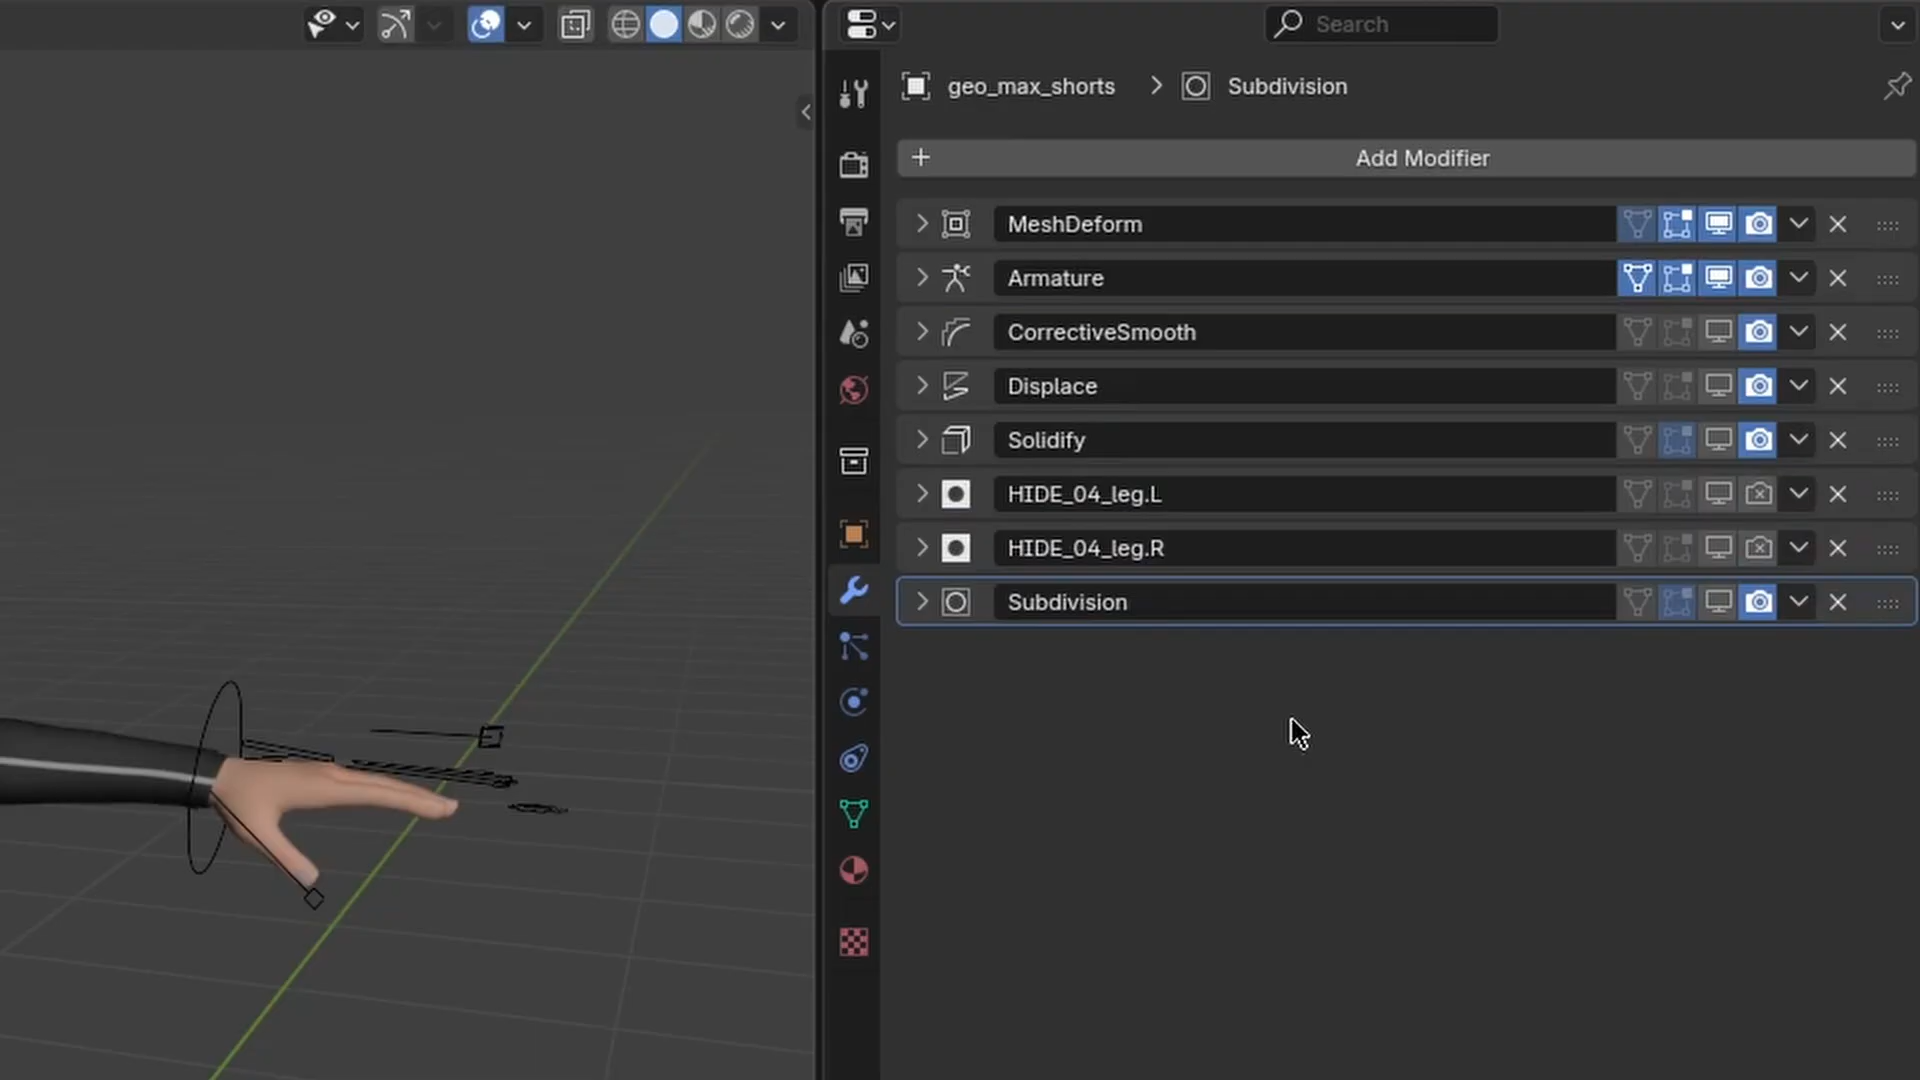 Search
geo_max_shorts > Subdivision
Add Modifier
MeshDeform
Armature
CorrectiveSmooth
Displace
Solidify
HIDE_04_leg.L
HIDE_04_leg.R
Subdivision